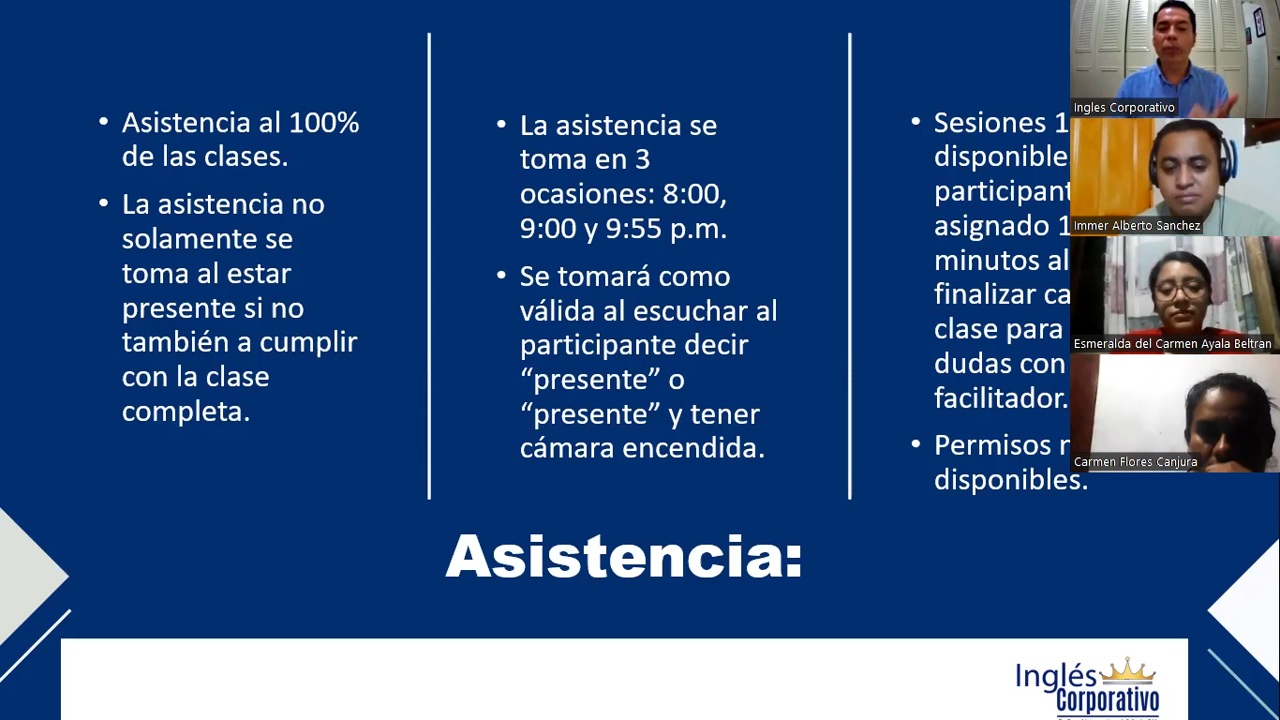 • Asistencia al 100%
de las clases.
• La asistencia no
solamente se
toma al estar
presente si no
también a cumplir
con la clase
completa.
• La asistencia se
toma en 3
ocasiones: 8:00,
9:00 y 9:55 p.m.
• Se tomará como
válida al escuchar al
participante decir
“presente” o
“presente” y tener
cámara encendida.
• Sesiones 1
disponible
participant
asignado 1
minutos al
finalizar ca
clase para
dudas con
facilitador.
• Permisos n
disponibles.
Asistencia:
Inglés
Corporativo
Ingles Corporativo
Immer Alberto Sanchez
Esmeralda del Carmen Ayala Beltran
Carmen Flores Canjura